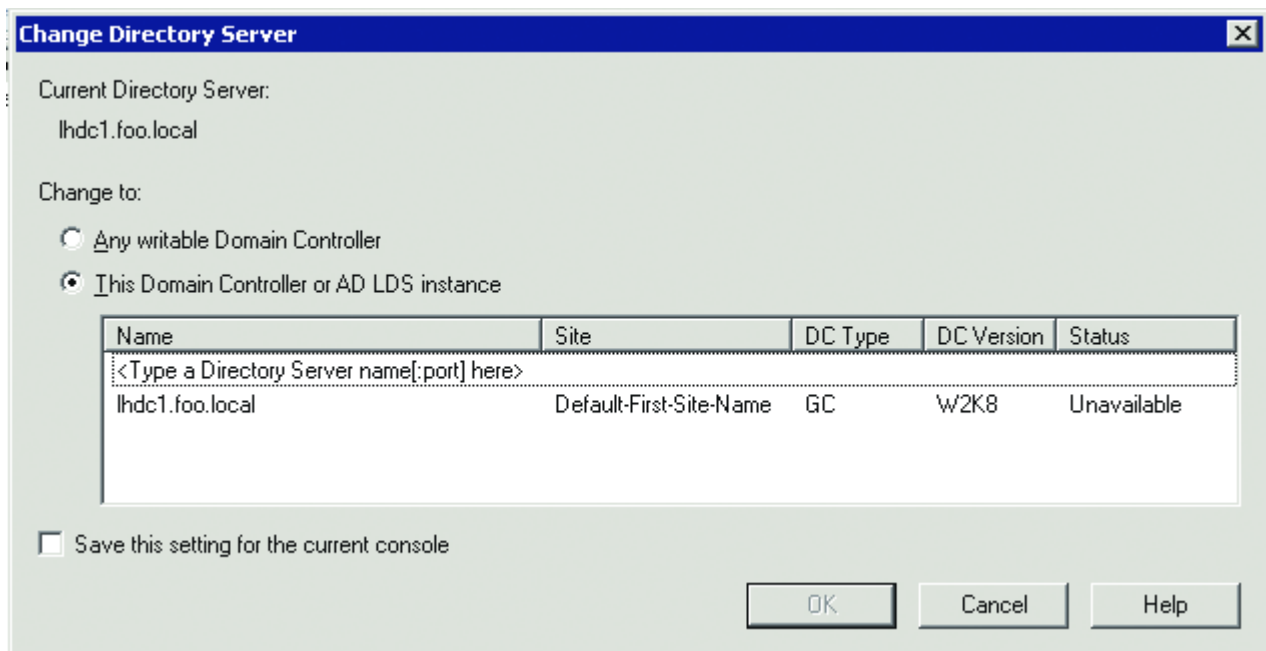 Change Directory Server
Current Directory Server:
lhdc1.foo.local
Change to:
Any writable Domain Controller
This Domain Controller or AD LDS instance
Name Site DC Type DC Version Status
<Type a Directory Server name[:port] here>
lhdc1.foo.local Default-First-Site-Name GC W2K8 Unavailable
Save this setting for the current console
OK Cancel Help